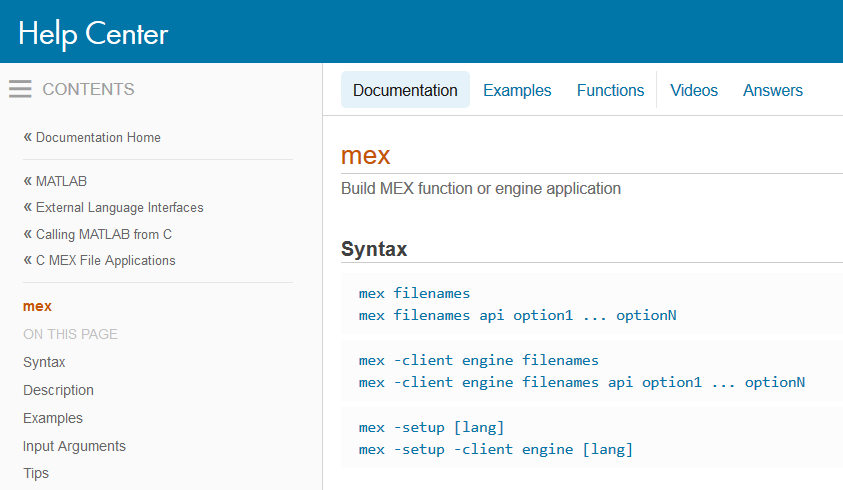 Help Center
CONTENTS
« Documentation Home
« MATLAB
« External Language Interfaces
« Calling MATLAB from C
« C MEX File Applications
mex
ON THIS PAGE
Syntax
Description
Examples
Input Arguments
Tips
Documentation Examples Functions Videos Answers
mex
Build MEX function or engine application
Syntax
mex filenames
mex filenames api option1 ... optionN
mex -client engine filenames
mex -client engine filenames api option1 ... optionN
mex -setup [lang]
mex -setup -client engine [lang]